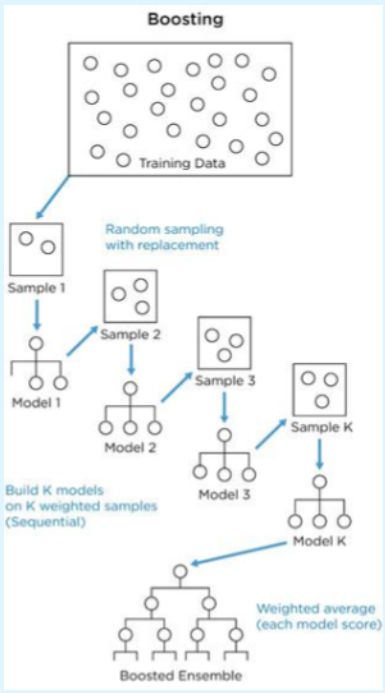 Boosting
Training Data
Random sampling
with replacement
Sample 1
Sample 2
Model 1
Sample 3
Model 2
Sample K
Model 3
Build K models
on K weighted samples
(Sequential)
Model K
Weighted average
(each model score)
Boosted Ensemble